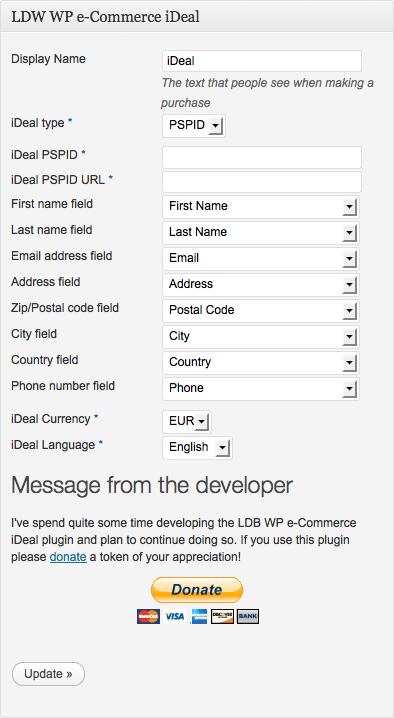 LDW WP e-Commerce iDeal
Display Name iDeal
The text that people see when making a
purchase
iDeal type * PSPID
iDeal PSPID *
iDeal PSPID URL *
First name field First Name
Last name field Last Name
Email address field Email
Address field Address
Zip/Postal code field Postal Code
City field City
Country field Country
Phone number field Phone
iDeal Currency * EUR
iDeal Language * English
Message from the developer
I've spend quite some time developing the LDB WP e-Commerce
iDeal plugin and plan to continue doing so. If you use this plugin
please donate a token of your appreciation!
Donate
MasterCard VISA DISCOVER BANK
Update »